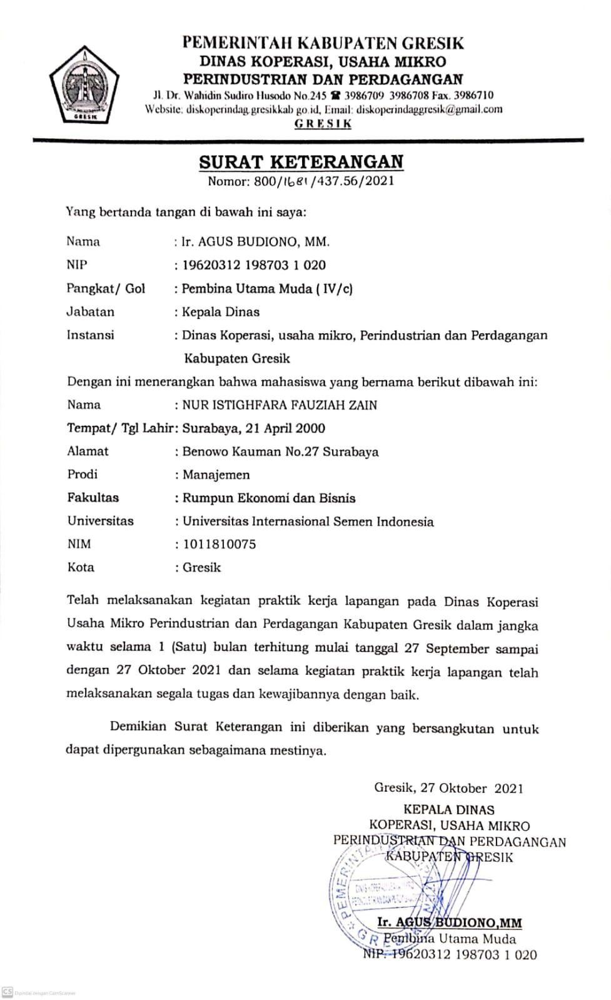 PEMERINTAH KABUPATEN GRESIK
DINAS KOPERASI, USAHA MIKRO
PERINDUSTRIAN DAN PERDAGANGAN
Jl. Dr. Wahidin Sudiro Husodo No.245 ☎ 3986709 3986708 Fax. 3986710
Website: diskoperindag.gresikkab go.id, Email: diskoperindaggresik@gmail.com
GRESIK
GRESIK
SURAT KETERANGAN
Nomor: 800/1681/437.56/2021
Yang bertanda tangan di bawah ini saya:
Nama : Ir. AGUS BUDIONO, MM.
NIP : 19620312 198703 1 020
Pangkat/ Gol : Pembina Utama Muda ( IV/c)
Jabatan : Kepala Dinas
Instansi : Dinas Koperasi, usaha mikro, Perindustrian dan Perdagangan
Kabupaten Gresik
Dengan ini menerangkan bahwa mahasiswa yang bernama berikut dibawah ini:
Nama : NUR ISTIGHFARA FAUZIAH ZAIN
Tempat/ Tgl Lahir: Surabaya, 21 April 2000
Alamat : Benowo Kauman No.27 Surabaya
Prodi : Manajemen
Fakultas : Rumpun Ekonomi dan Bisnis
Universitas : Universitas Internasional Semen Indonesia
NIM : 1011810075
Kota : Gresik
Telah melaksanakan kegiatan praktik kerja lapangan pada Dinas Koperasi
Usaha Mikro Perindustrian dan Perdagangan Kabupaten Gresik dalam jangka
waktu selama 1 (Satu) bulan terhitung mulai tanggal 27 September sampai
dengan 27 Oktober 2021 dan selama kegiatan praktik kerja lapangan telah
melaksanakan segala tugas dan kewajibannya dengan baik.
Demikian Surat Keterangan ini diberikan yang bersangkutan untuk
dapat dipergunakan sebagaimana mestinya.
Gresik, 27 Oktober 2021
KEPALA DINAS
KOPERASI, USAHA MIKRO
PERINDUSTRIAN DAN PERDAGANGAN
KABUPATEN GRESIK
PEMERINTAH
GRESIK
Ir. AGUS BUDIONO,MM
Pembina Utama Muda
NIP. 19620312 198703 1 020
CS Dipindai dengan CamScanner